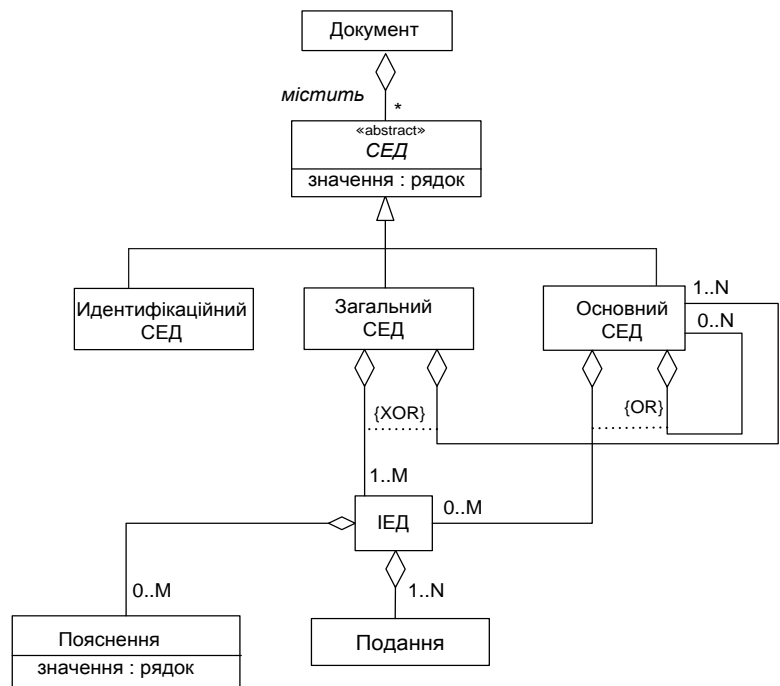 Документ
містить
*
«abstract»
СЕД
значення : рядок
Идентифікаційний
СЕД
Загальний
СЕД
Основний
СЕД
1..N
0..N
{XOR}
{OR}
1..M
ІЕД
0..M
0..M
1..N
Пояснення
значення : рядок
Подання